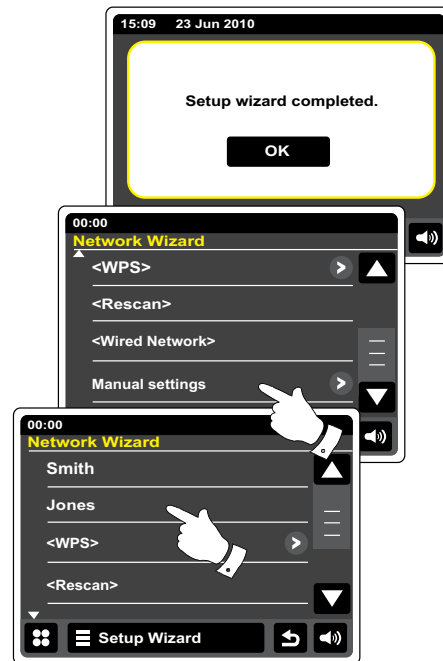 15:09 23 Jun 2010
Setup wizard completed.
OK
00:00
Network Wizard
<WPS>
<Rescan>
<Wired Network>
Manual settings
00:00
Network Wizard
Smith
Jones
<WPS>
<Rescan>
Setup Wizard